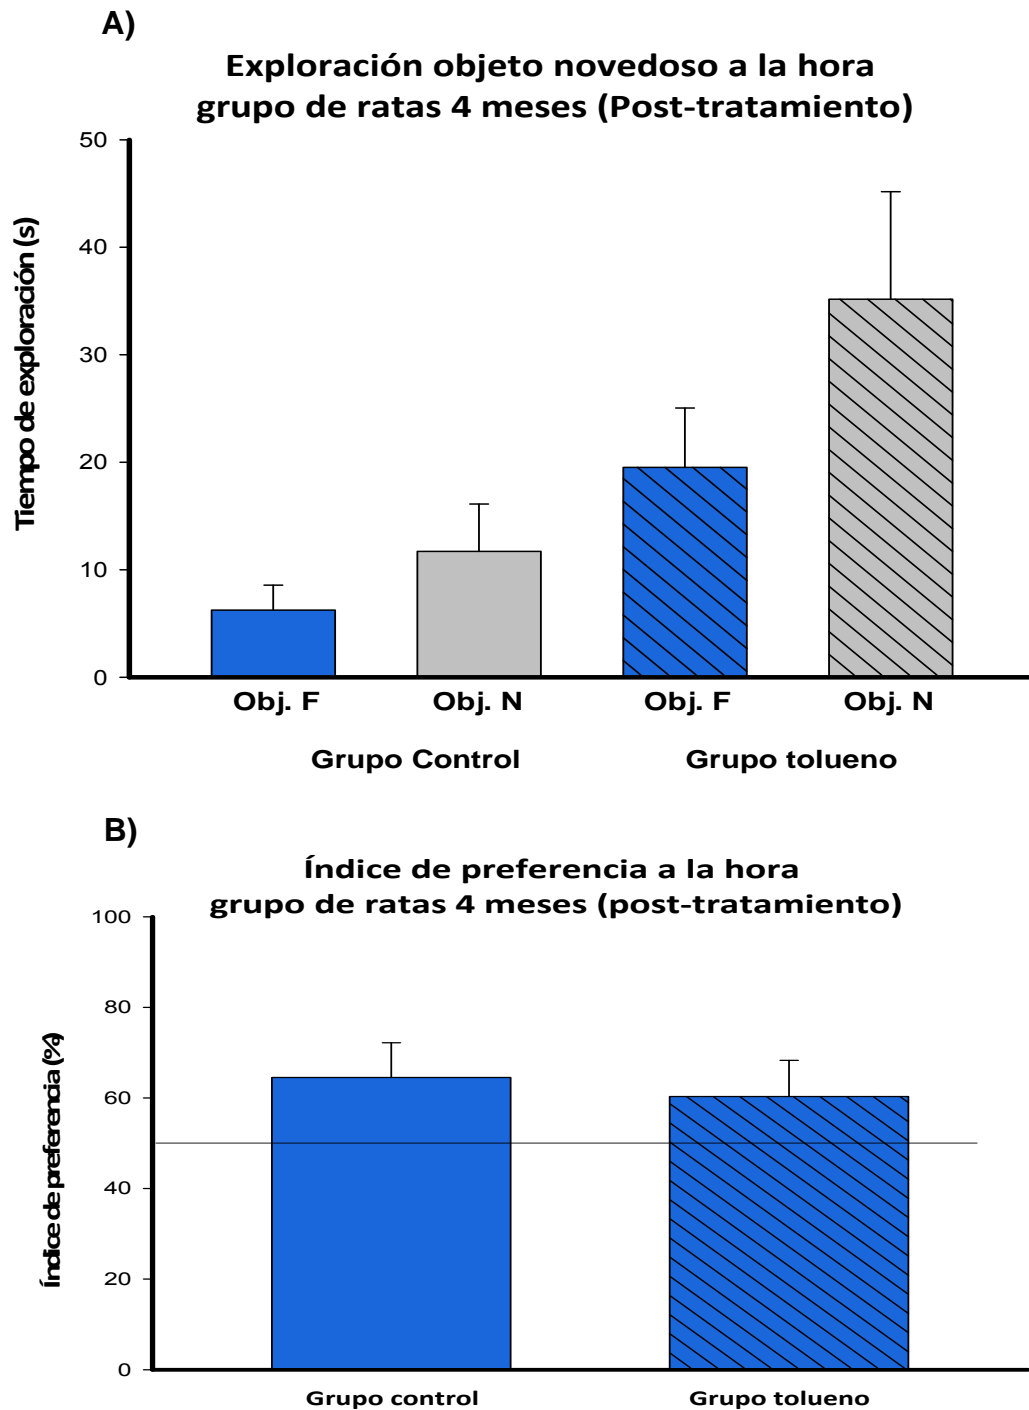 A)
Exploración objeto novedoso a la hora
grupo de ratas 4 meses (Post-tratamiento)
Tiempo de exploración (s)
50
40
30
20
10
0
Obj. F Obj. N Obj. F Obj. N
Grupo Control Grupo tolueno
B)
Índice de preferencia a la hora
grupo de ratas 4 meses (post-tratamiento)
Índice de preferencia (%)
100
80
60
40
20
0
Grupo control Grupo tolueno